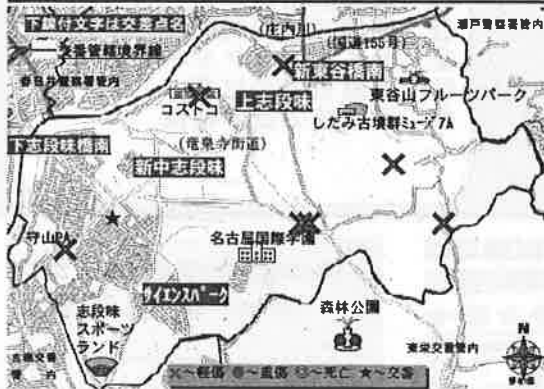 下線付文字は交差点名
交番管轄境界線
春日井警察署管内
(庄内川)
(国道155号)
瀬戸警察署管内
新東谷橋南
東谷山フルーツパーク
上志段味
コストコ
しだみ古墳群ミュージアム
下志段味橋南
(竜泉寺街道)
新中志段味
守山PA
名古屋国際学園
サイエンスパーク
志段味
スポーツ
ランド
森林公園
東栄交番管内
N
×～軽傷 ～重傷 ～死亡 ★～交番